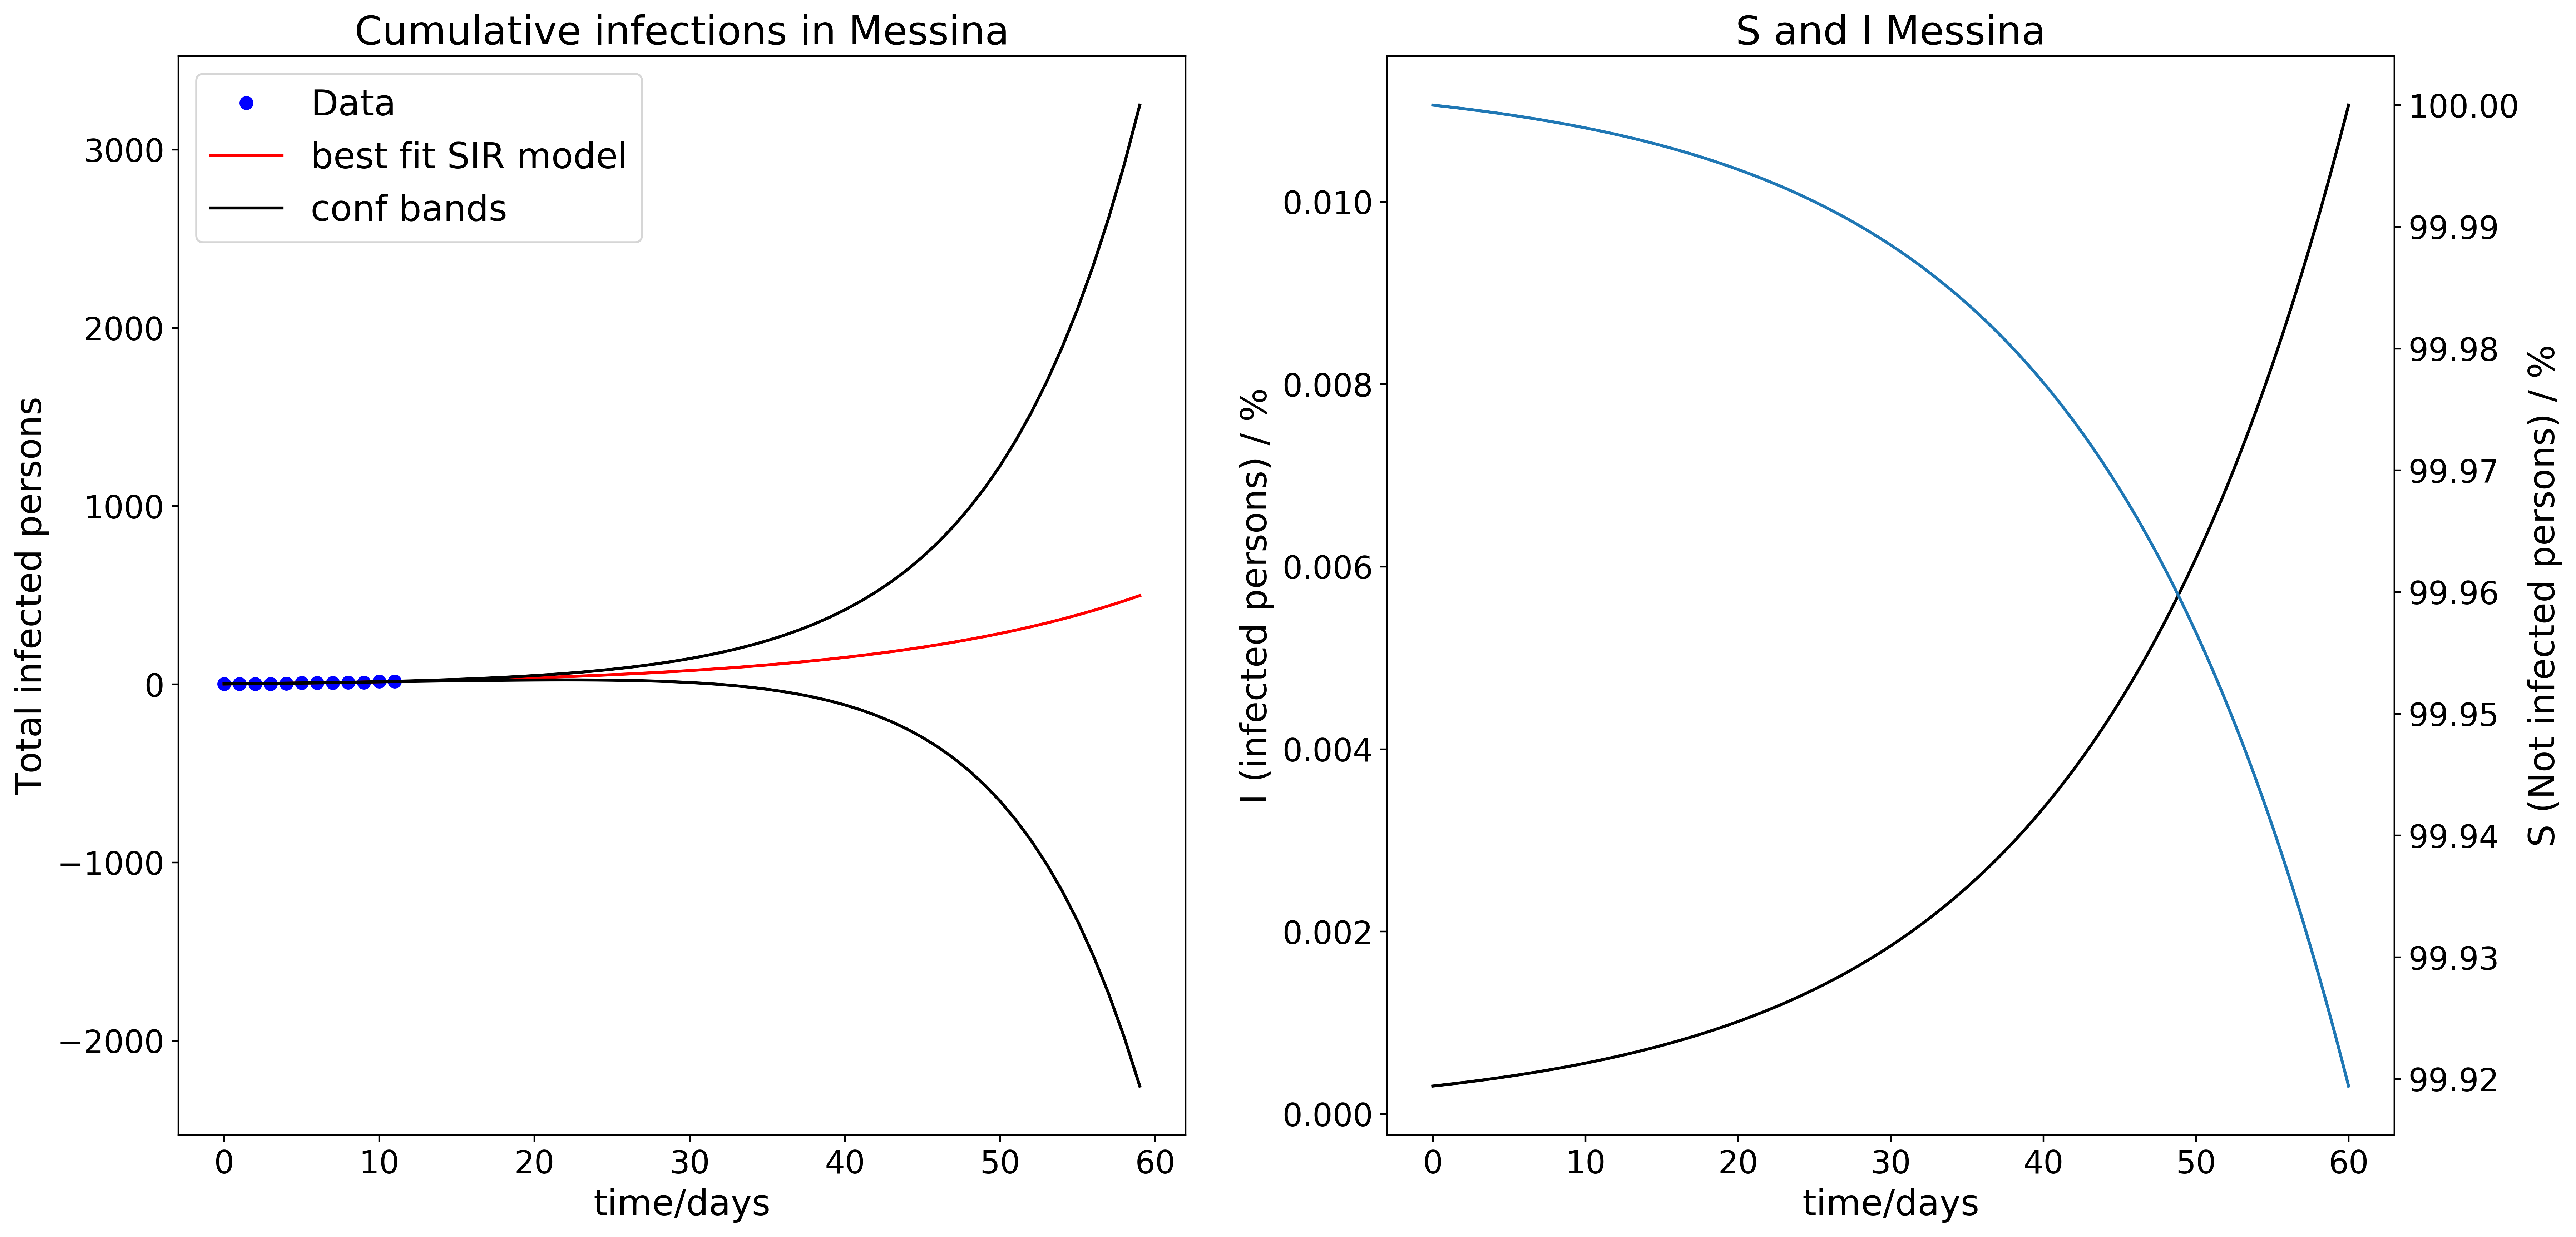 Cumulative infections in Messina
Data
best fit SIR model
conf bands
Total infected persons
3000
2000
1000
0
−1000
−2000
0 10 20 30 40 50 60
time/days
S and I Messina
I (infected persons) / %
0.010
0.008
0.006
0.004
0.002
0.000
100.00
99.99
99.98
99.97
99.96
99.95
99.94
99.93
99.92
S (Not infected persons) / %
0 10 20 30 40 50 60
time/days